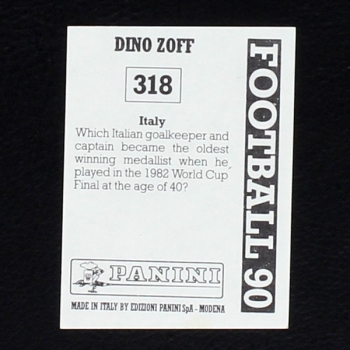 DINO ZOFF
318
Italy
Which Italian goalkeeper and
captain became the oldest
winning medallist when he
played in the 1982 World Cup
Final at the age of 40?
PANINI
MADE IN ITALY BY EDIZIONI PANINI SpA - MODENA
FOOTBALL 90